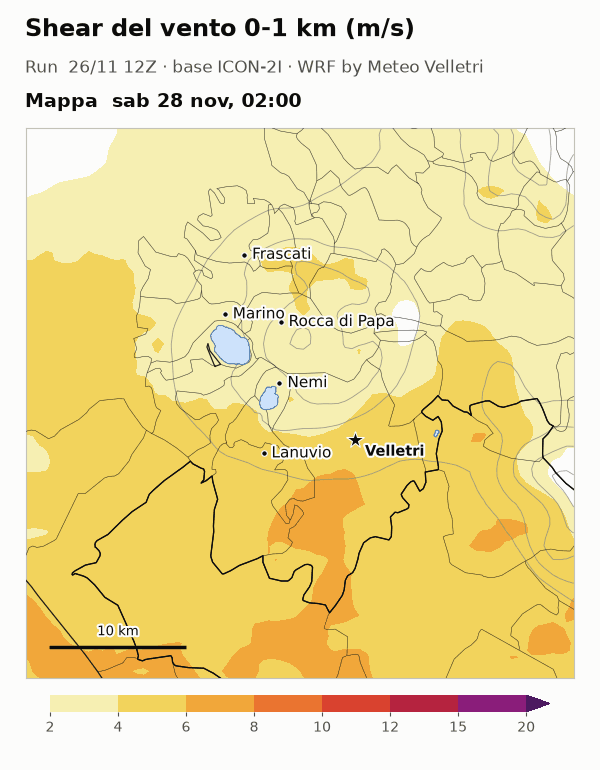 Shear del vento 0-1 km (m/s)
Run  26/11 12Z · base ICON-2I · WRF by Meteo Velletri
Mappa  sab 28 nov, 02:00
Frascati
Marino
Rocca di Papa
Nemi
Velletri
Lanuvio
10 km
2 4 6 8 10 12 15 20